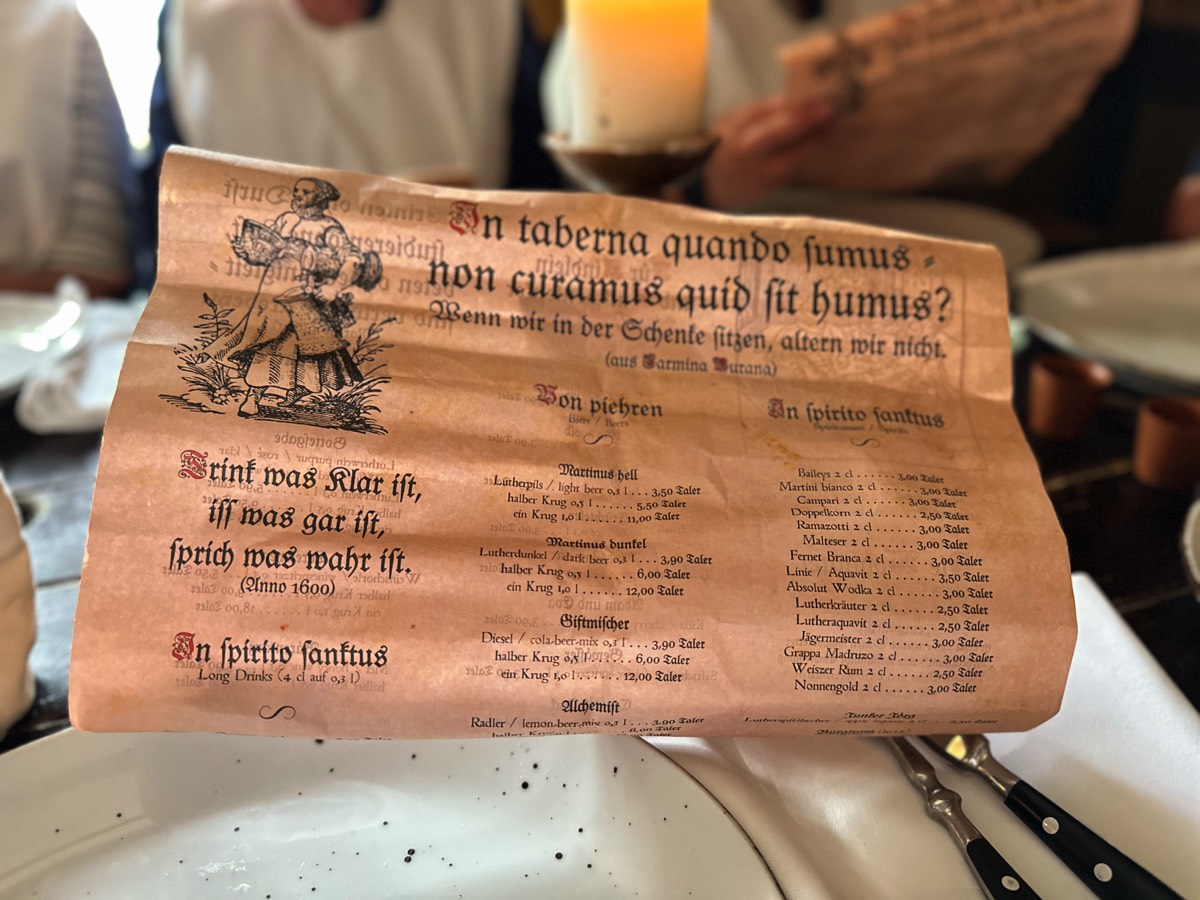 In taberna quando sumus -
non curamus quid sit humus?
Wenn wir in der Schenke sitzen, altern wir nicht.
(aus Carmina Burana)
Trink was Klar ist,
iss was gar ist,
sprich was wahr ist.
(Anno 1600)
In spirito sanktus
Long Drinks (4 cl auf 0,3 l)
Von piehren
Biere / Beers
Martinus hell
Lutherpils / light beer 0,3 l . . . 3,50 Taler
halber Krug 0,5 l . . . . . . 5,50 Taler
ein Krug 1,0 l . . . . . . 11,00 Taler
Martinus dunkel
Lutherdunkel / dark beer 0,3 l . . . 3,90 Taler
halber Krug 0,5 l . . . . . . 6,00 Taler
ein Krug 1,0 l . . . . . . 12,00 Taler
Giftmischer
Diesel / cola-beer-mix 0,3 l . . . 3,90 Taler
halber Krug 0,5 l . . . . . . 6,00 Taler
ein Krug 1,0 l . . . . . . 12,00 Taler
Alchemist
Radler / lemon-beer-mix 0,3 l . . . 3,90 Taler
halber Krug 6,00 Taler
In spirito sanktus
Spirituosen / Spirits
Baileys 2 cl . . . . . . 3,00 Taler
Martini bianco 2 cl . . . . . . 3,00 Taler
Campari 2 cl . . . . . . 3,00 Taler
Doppelkorn 2 cl . . . . . . 2,50 Taler
Ramazotti 2 cl . . . . . . 3,00 Taler
Malteser 2 cl . . . . . . 3,00 Taler
Fernet Branca 2 cl . . . . . . 3,00 Taler
Linie / Aquavit 2 cl . . . . . . 3,50 Taler
Absolut Wodka 2 cl . . . . . . 3,00 Taler
Lutherkräuter 2 cl . . . . . . 2,50 Taler
Lutheraquavit 2 cl . . . . . . 2,50 Taler
Jägermeister 2 cl . . . . . . 3,00 Taler
Grappa Madruzo 2 cl . . . . . . 3,00 Taler
Weiszer Rum 2 cl . . . . . . 2,50 Taler
Nonnengold 2 cl . . . . . . 3,00 Taler
Junker Jörg